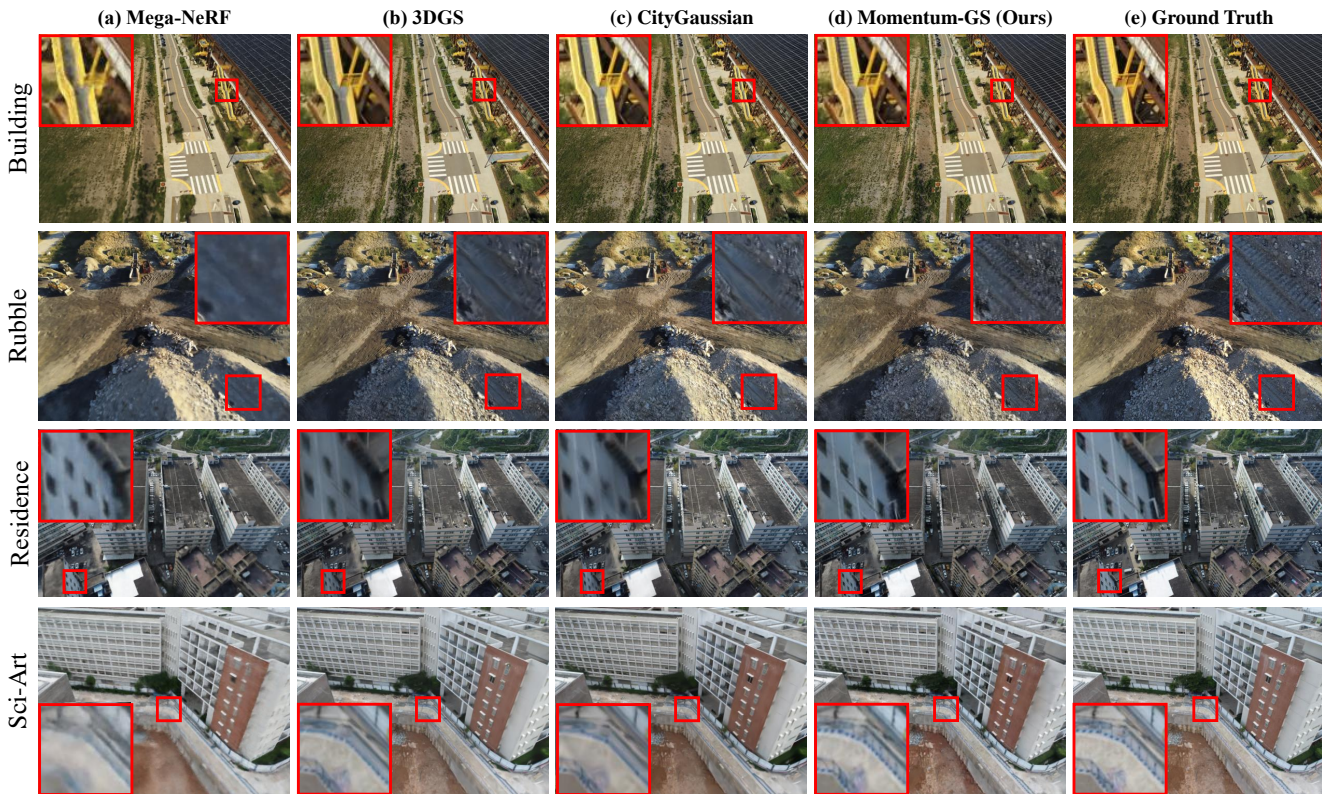 (a) Mega-NeRF (b) 3DGS (c) CityGaussian (d) Momentum-GS (Ours) (e) Ground Truth
Building
Rubble
Residence
Sci-Art